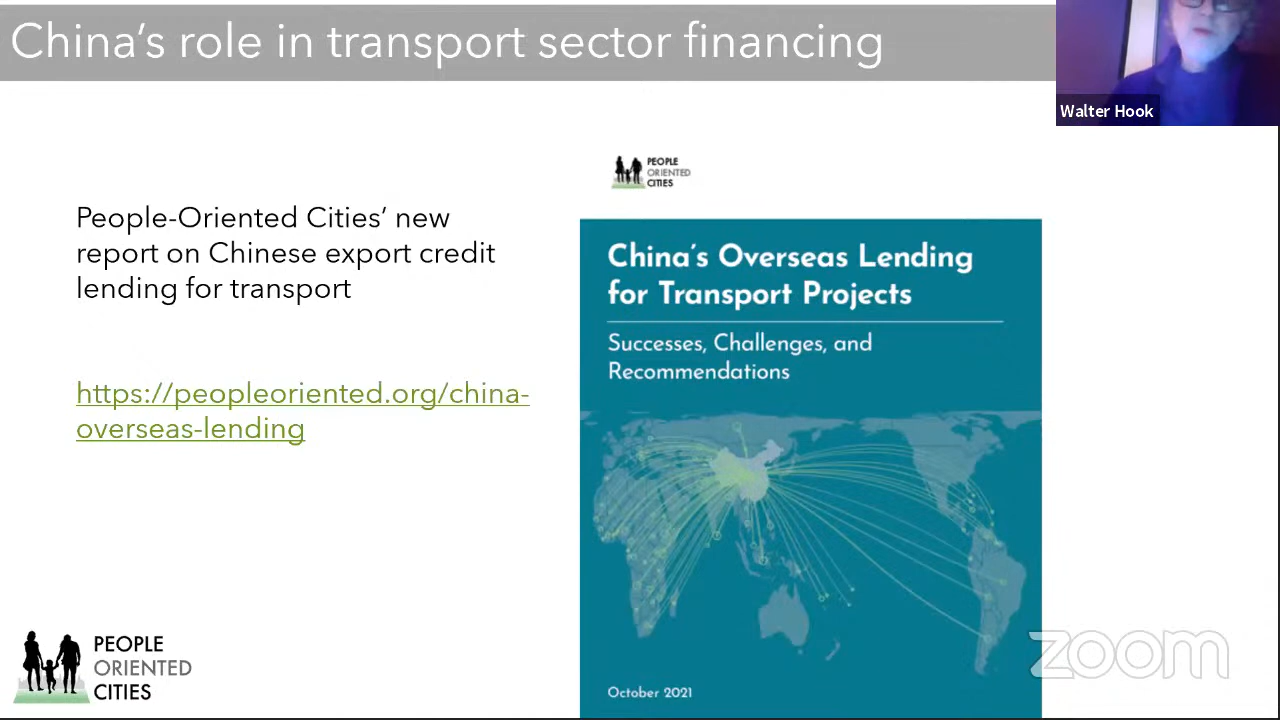 China's role in transport sector financing
Walter Hook
People-Oriented Cities' new
report on Chinese export credit
lending for transport
https://peopleoriented.org/china-
overseas-lending
PEOPLE
ORIENTED
CITIES
China's Overseas Lending
for Transport Projects
Successes, Challenges, and
Recommendations
October 2021
PEOPLE
ORIENTED
CITIES
zoom